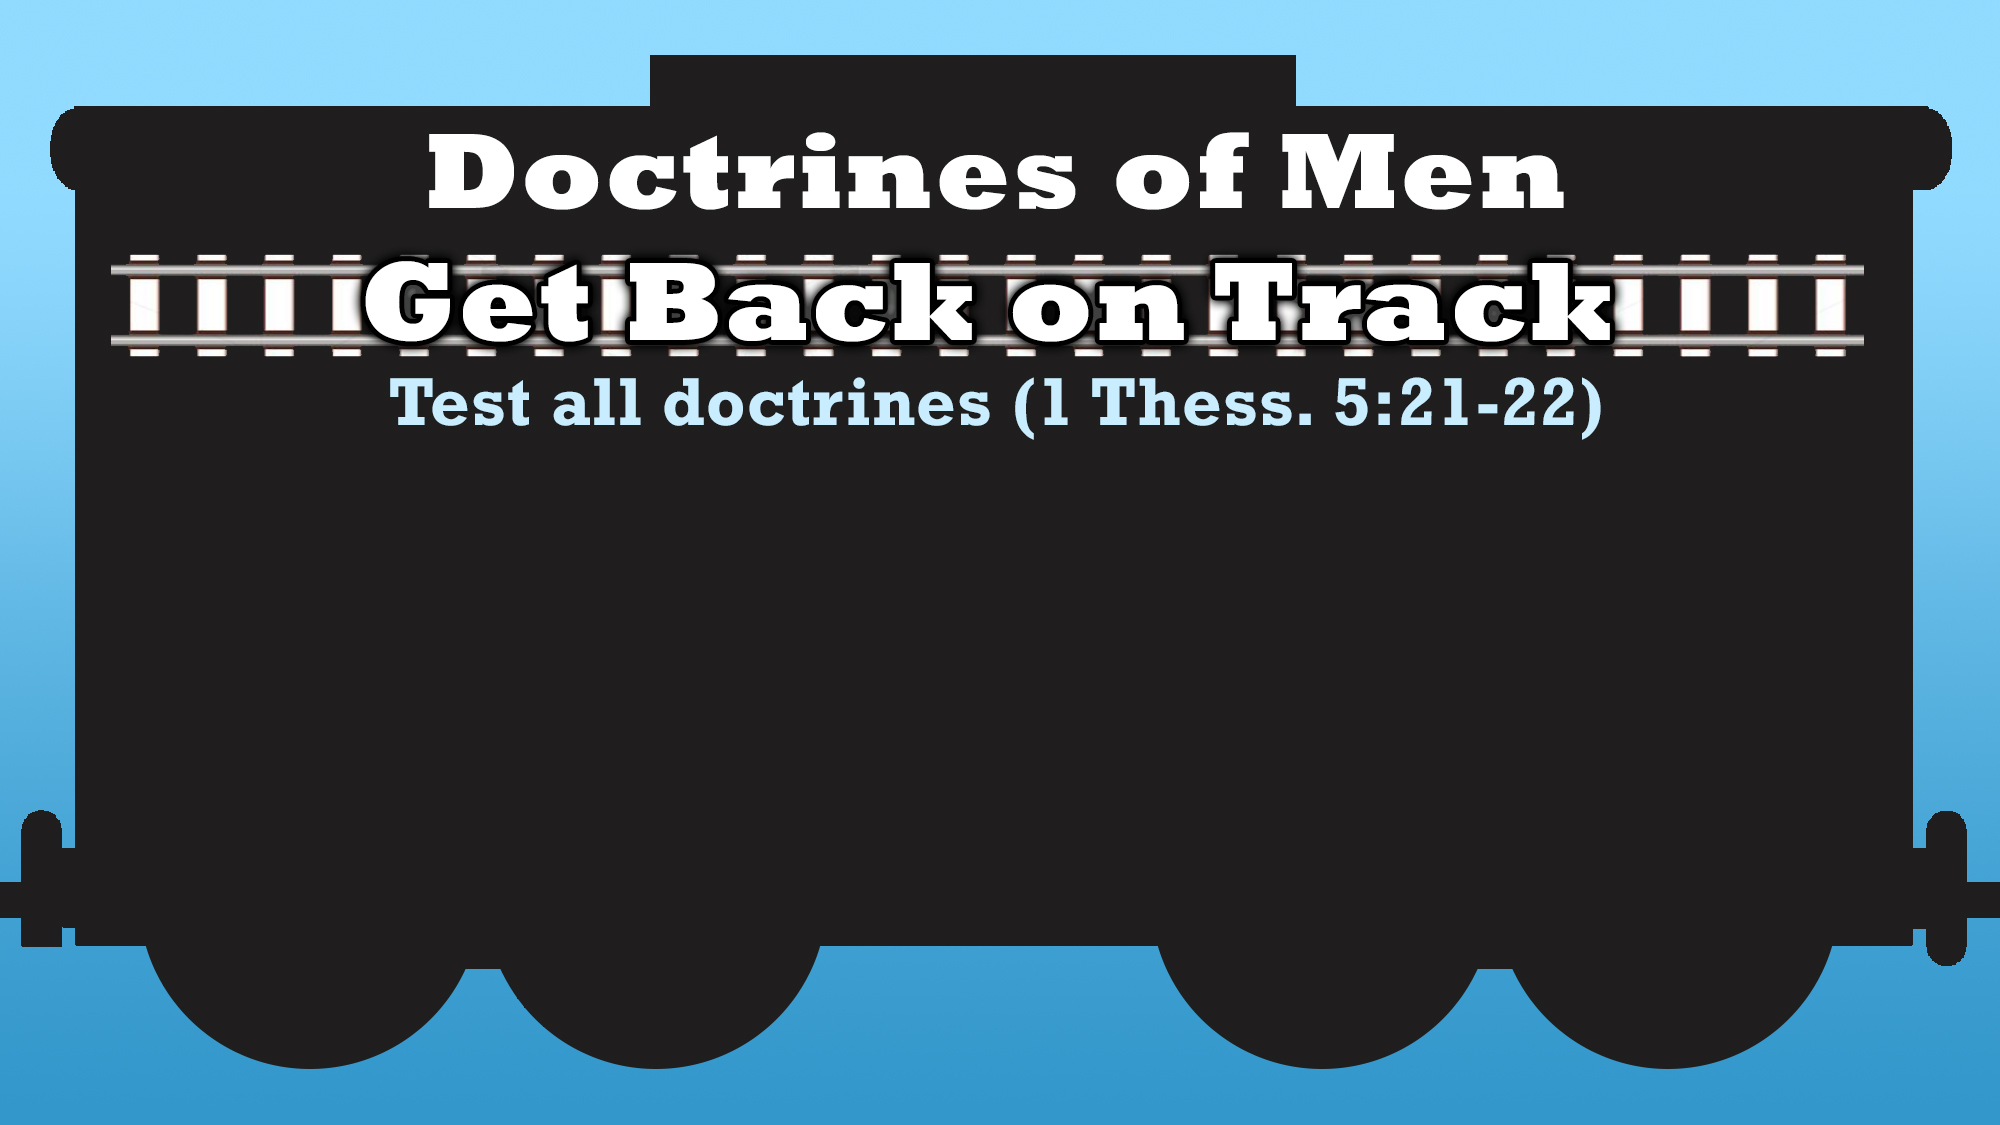 Doctrines of Men
Get Back on Track
Test all doctrines (1 Thess. 5:21-22)